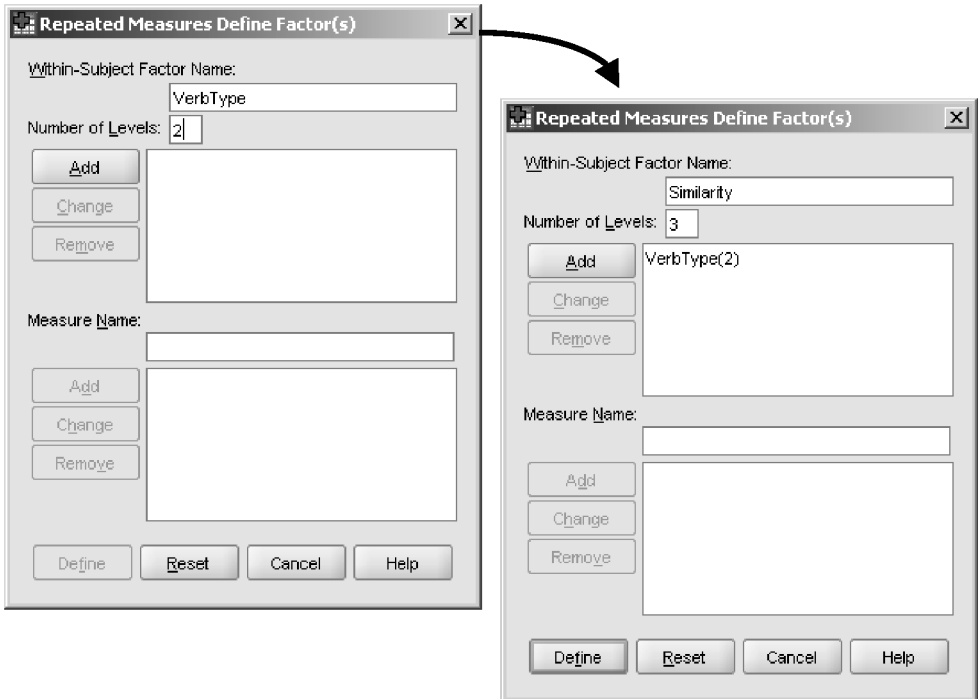 Repeated Measures Define Factor(s)
Within-Subject Factor Name:
VerbType
Number of Levels: 2
Add
Change
Remove
Measure Name:
Add
Change
Remove
Define Reset Cancel Help
Repeated Measures Define Factor(s)
Within-Subject Factor Name:
Similarity
Number of Levels: 3
Add VerbType(2)
Change
Remove
Measure Name:
Add
Change
Remove
Define Reset Cancel Help